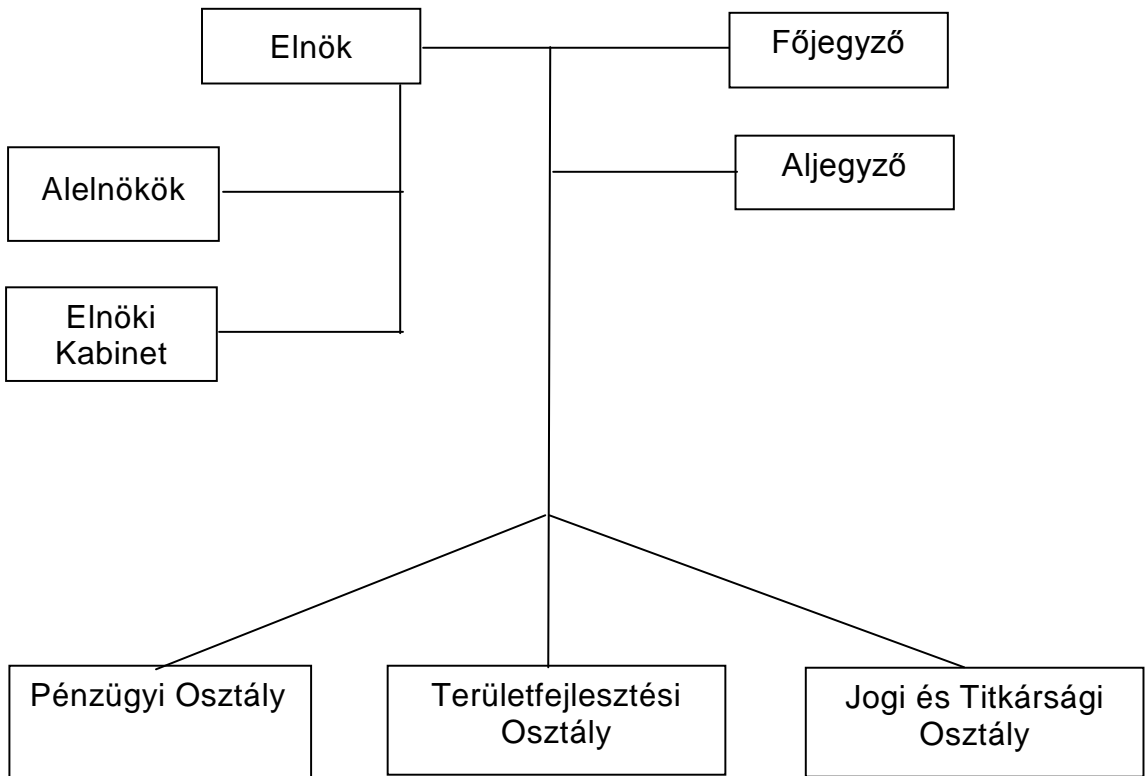 Elnök
Főjegyző
Alelnökök
Aljegyző
Elnöki
Kabinet
Pénzügyi Osztály
Területfejlesztési
Osztály
Jogi és Titkársági
Osztály